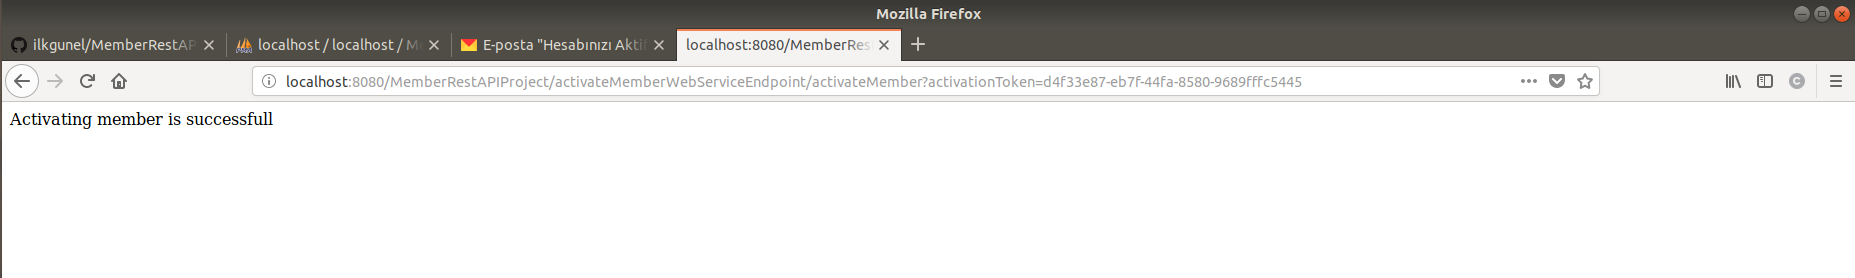 Mozilla Firefox
ilkgunel/MemberRestAP
localhost / localhost / M
E-posta "Hesabınızı Akti
localhost:8080/MemberRes
localhost:8080/MemberRestAPIProject/activateMemberWebServiceEndpoint/activateMember?activationToken=d4f33e87-eb7f-44fa-8580-9689fffc5445
Activating member is successfull